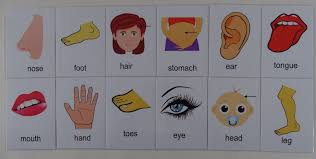 nose foot hair stomach ear tongue
mouth hand toes eye head leg